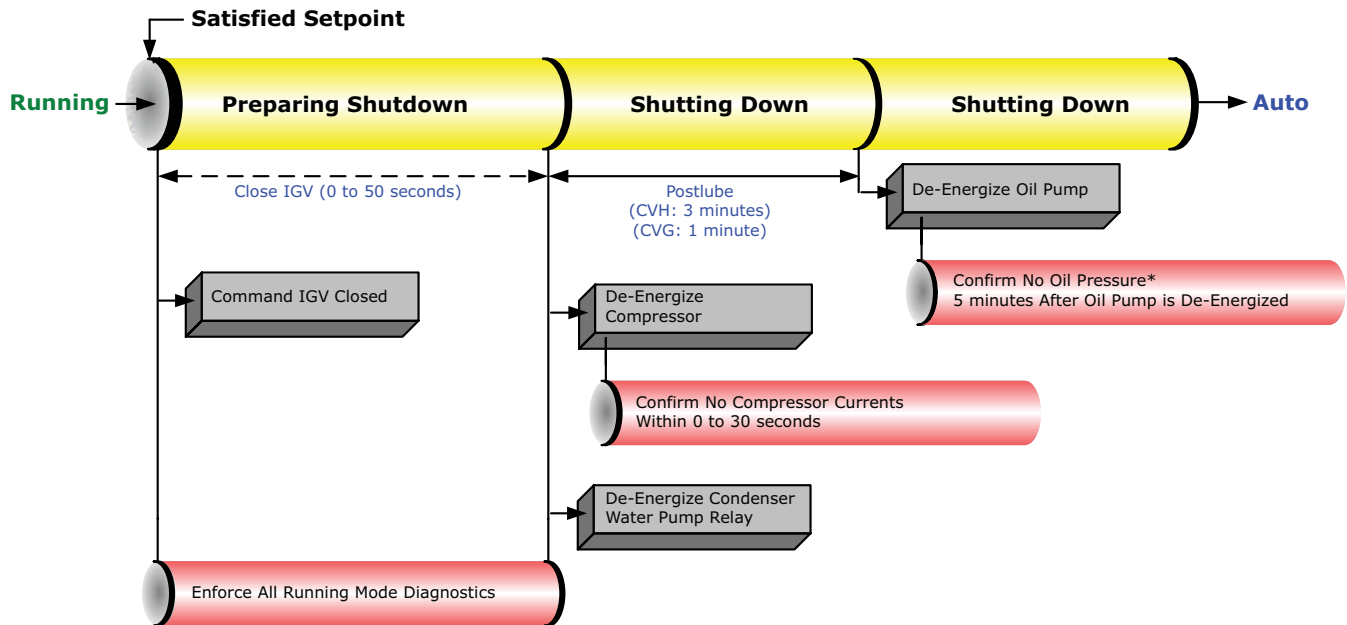 Satisfied Setpoint
Running
Preparing Shutdown
Shutting Down
Shutting Down
Auto
Close IGV (0 to 50 seconds)
Postlube
(CVH: 3 minutes)
(CVG: 1 minute)
De-Energize Oil Pump
Confirm No Oil Pressure*
5 minutes After Oil Pump is De-Energized
Command IGV Closed
De-Energize
Compressor
Confirm No Compressor Currents
Within 0 to 30 seconds
De-Energize Condenser
Water Pump Relay
Enforce All Running Mode Diagnostics